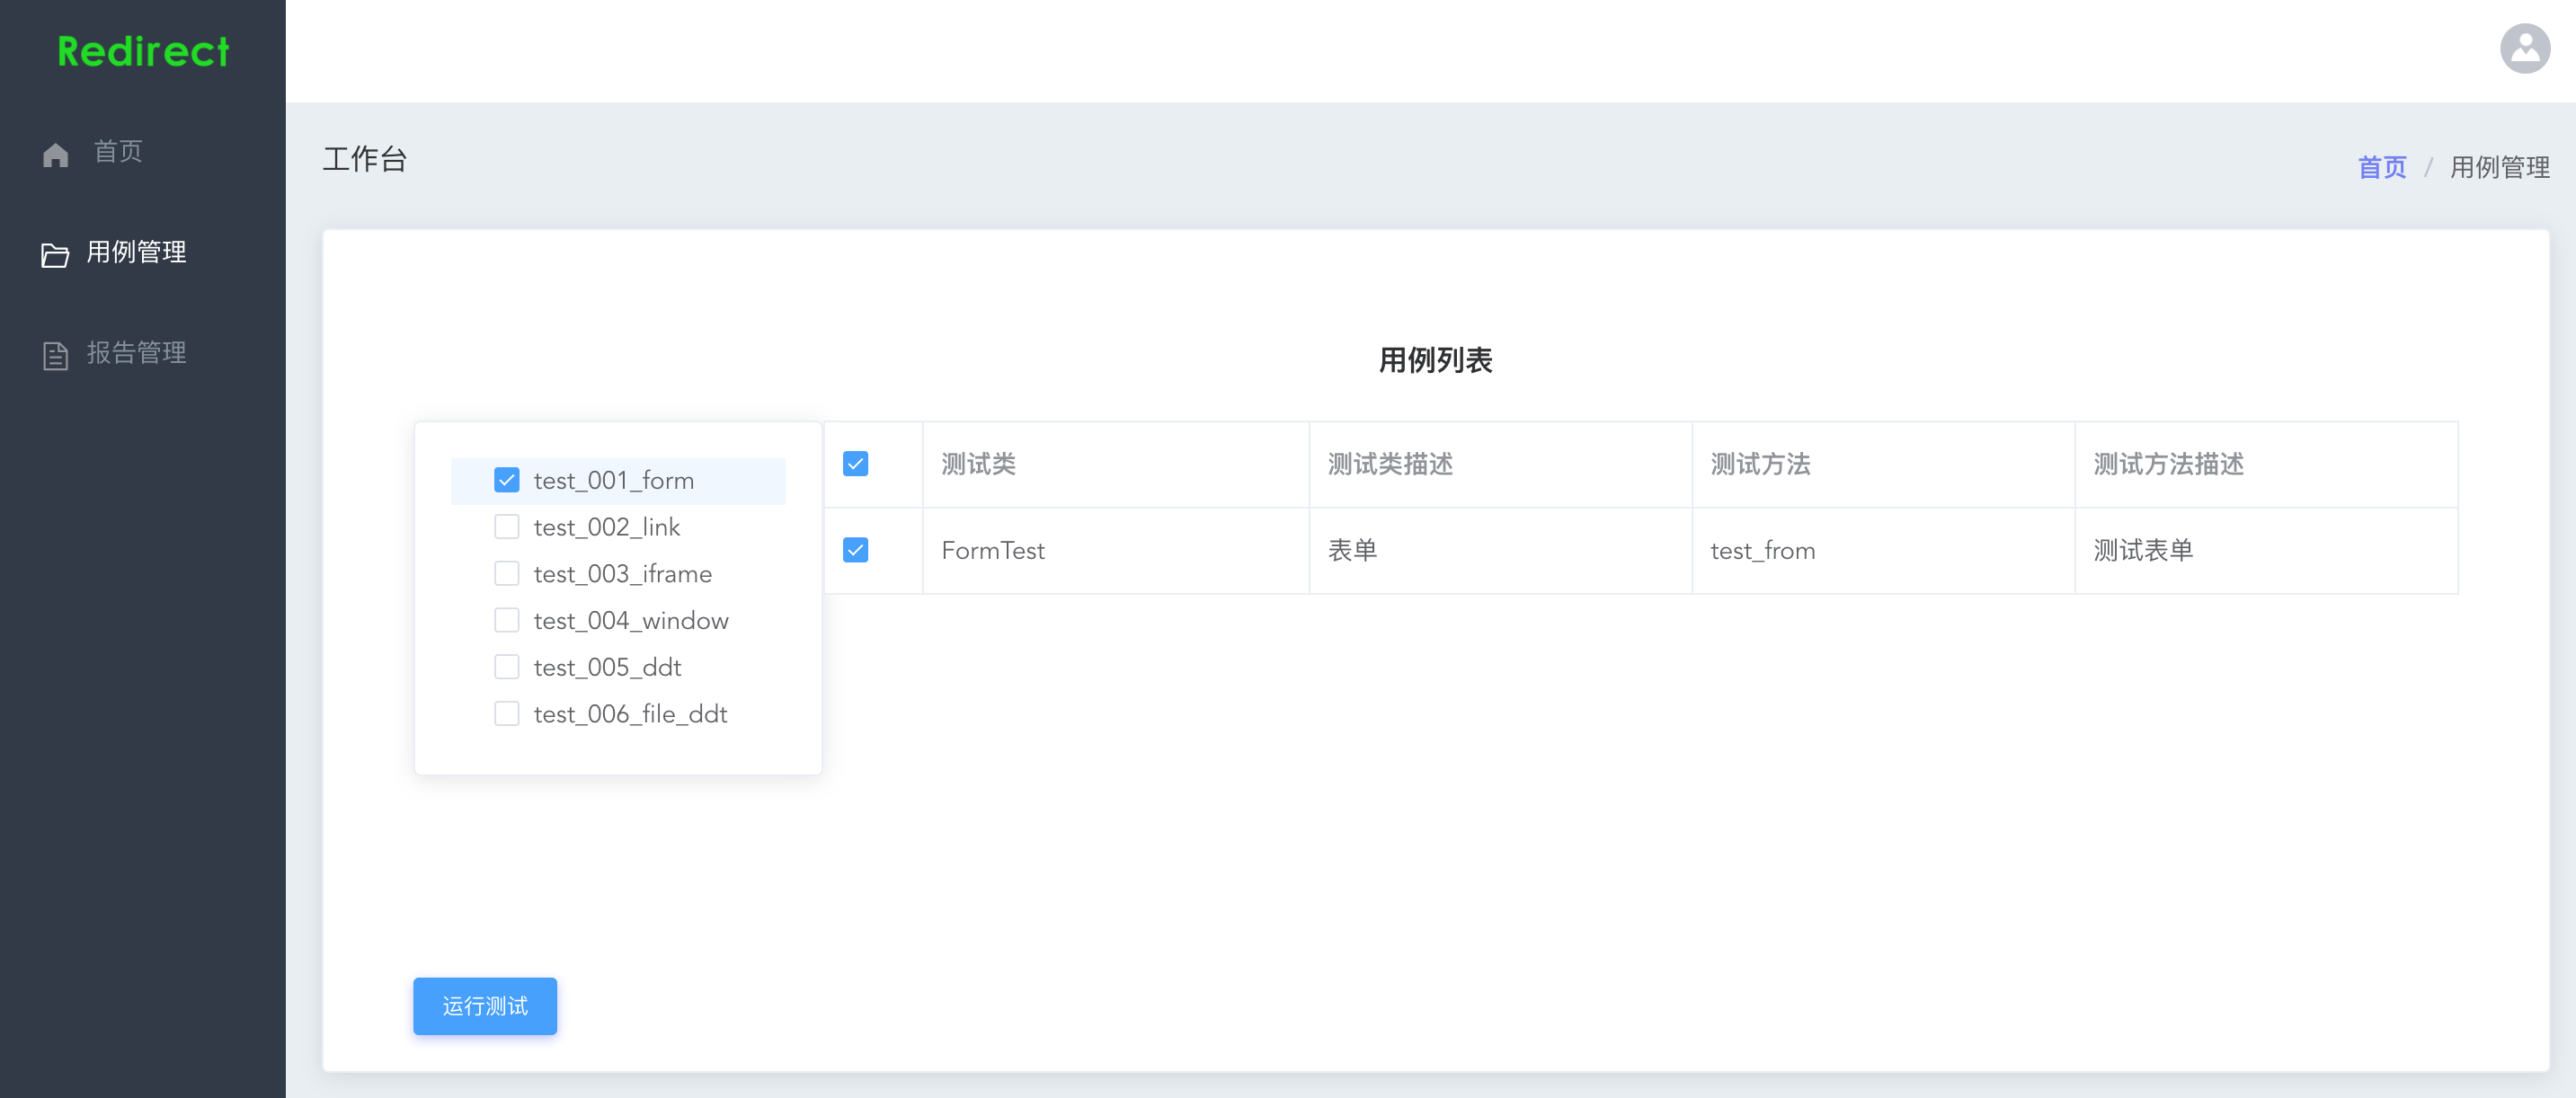 Redirect
首页
用例管理
报告管理
工作台
首页 / 用例管理
用例列表
test_001_form
test_002_link
test_003_iframe
test_004_window
test_005_ddt
test_006_file_ddt
测试类 测试类描述 测试方法 测试方法描述
FormTest 表单 test_from 测试表单
运行测试